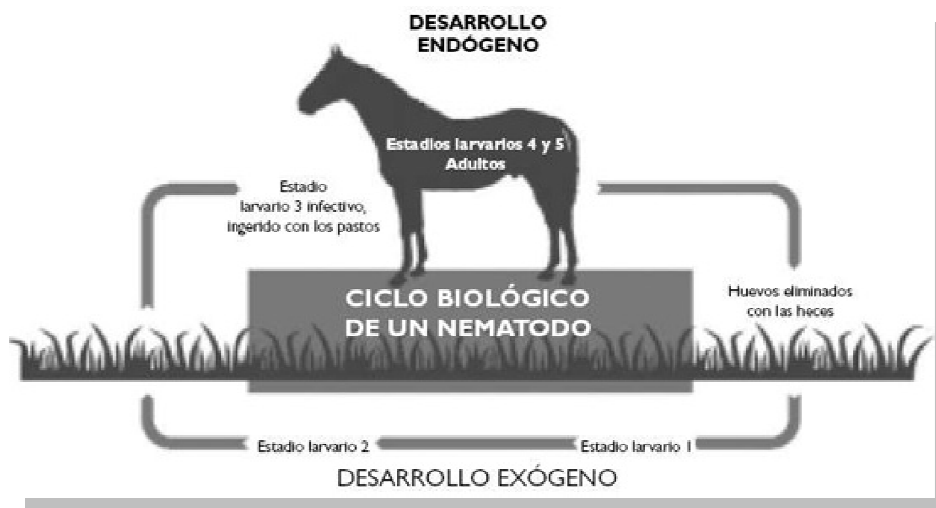 DESARROLLO
ENDÓGENO
Estadios larvarios 4 y 5
Adultos
Estadio
larvario 3 infectivo,
ingerido con los pastos
CICLO BIOLÓGICO
DE UN NEMATODO
Huevos eliminados
con las heces
Estadio larvario 2
Estadio larvario 1
DESARROLLO EXÓGENO